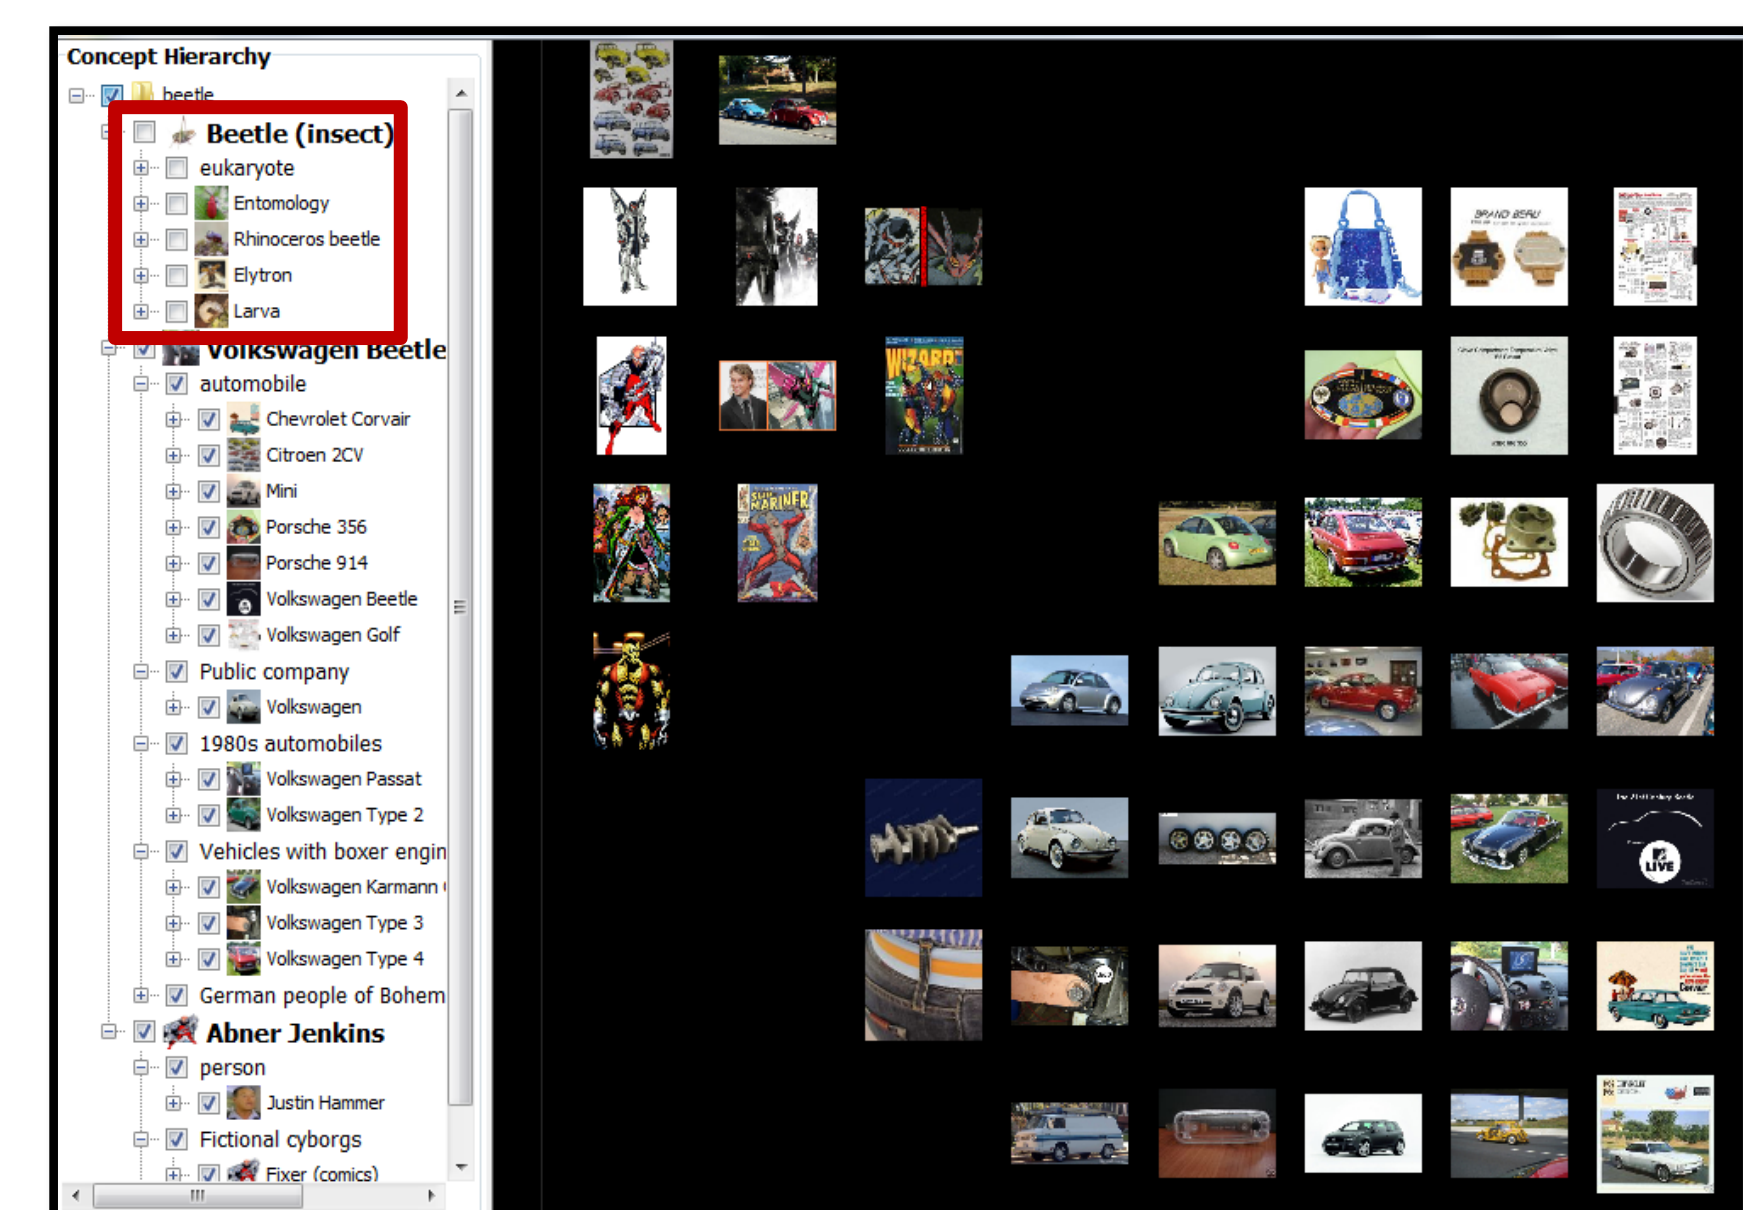 Concept Hierarchy
beetle
Beetle (insect)
eukaryote
Entomology
Rhinoceros beetle
Elytron
Larva
Volkswagen Beetle
automobile
Chevrolet Corvair
Citroen 2CV
Mini
Porsche 356
Porsche 914
Volkswagen Beetle
Volkswagen Golf
Public company
Volkswagen
1980s automobiles
Volkswagen Passat
Volkswagen Type 2
Vehicles with boxer engin
Volkswagen Karmann
Volkswagen Type 3
Volkswagen Type 4
German people of Bohem
Abner Jenkins
person
Justin Hammer
Fictional cyborgs
Fixer (comics)
BRAND BERU
WIZARD
SUB-MARINER
LIVE
Corvair